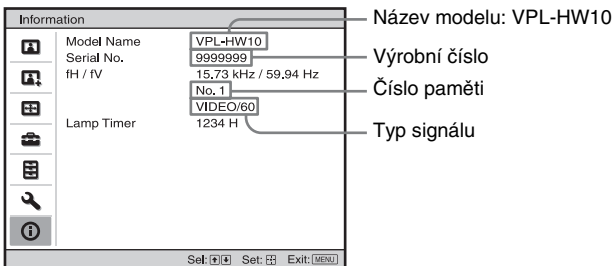 Information
Model Name VPL-HW10
Serial No. 9999999
fH / fV 15.73 kHz / 59.94 Hz
No. 1
VIDEO/60
Lamp Timer 1234 H
Sel: Set: Exit: MENU
Název modelu: VPL-HW10
Výrobní číslo
Číslo paměti
Typ signálu